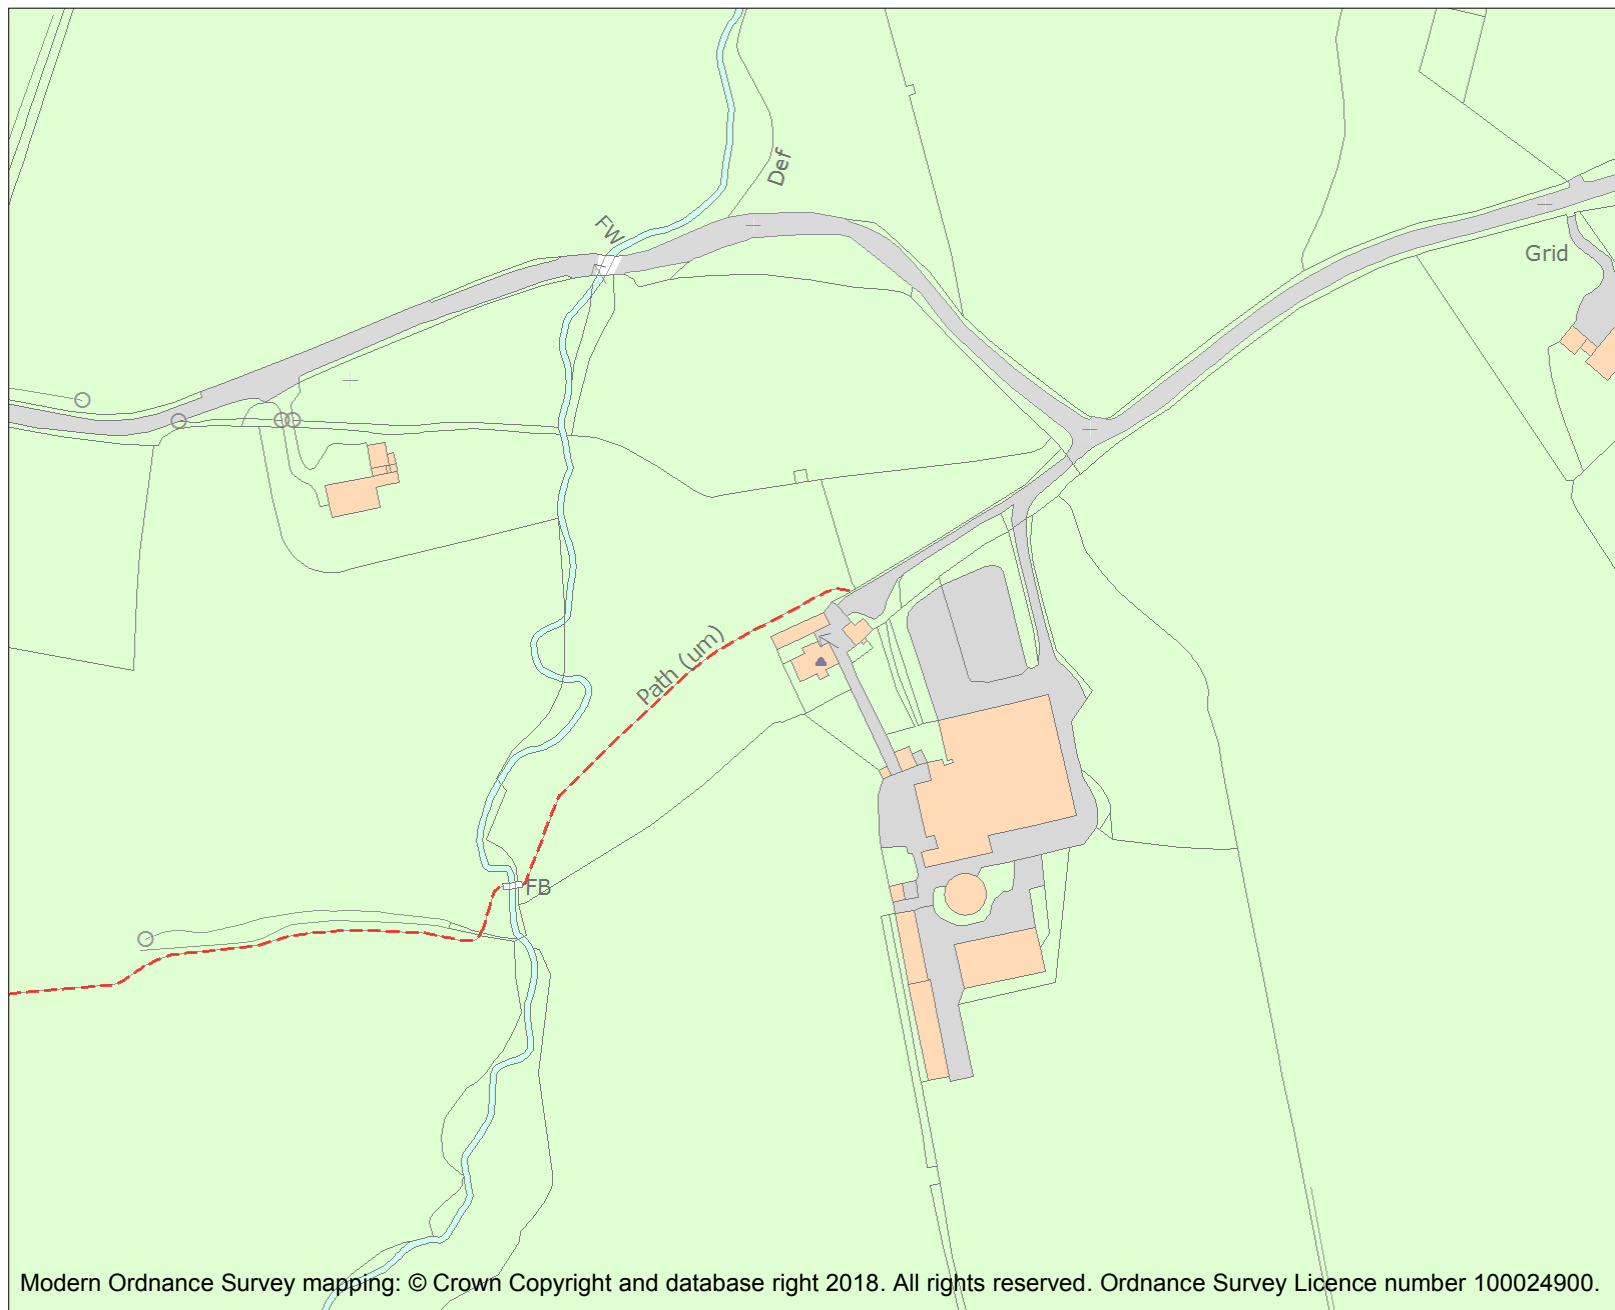 Def
FW
Grid
Path (um)
FB
Modern Ordnance Survey mapping: © Crown Copyright and database right 2018. All rights reserved. Ordnance Survey Licence number 100024900.